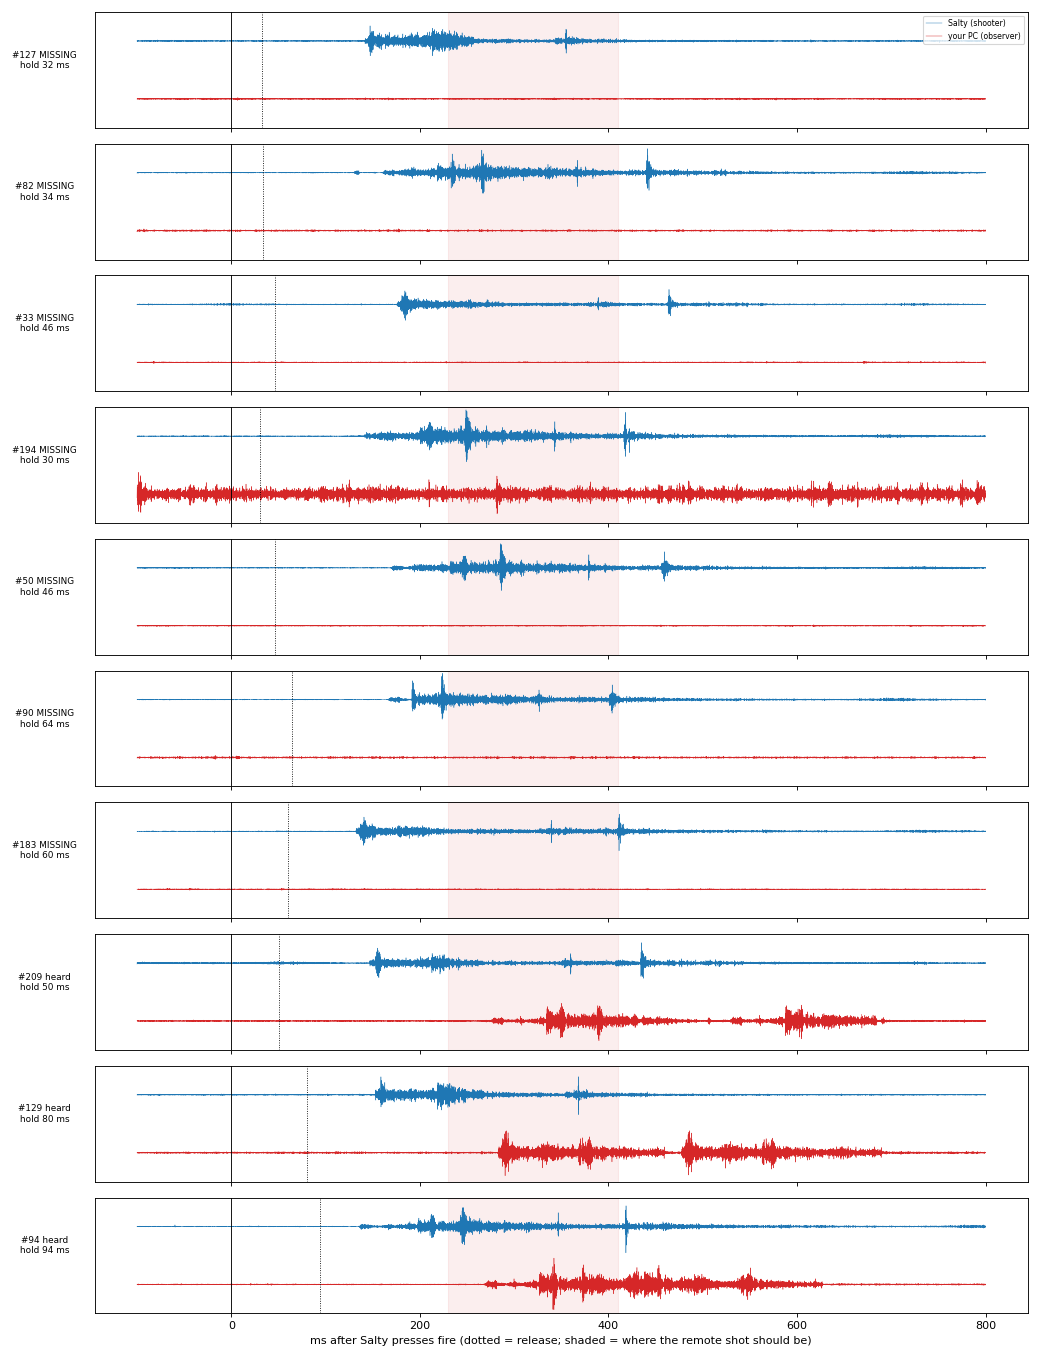 Salty (shooter)
your PC (observer)
#127 MISSING
hold 32 ms
#82 MISSING
hold 34 ms
#33 MISSING
hold 46 ms
#194 MISSING
hold 30 ms
#50 MISSING
hold 46 ms
#90 MISSING
hold 64 ms
#183 MISSING
hold 60 ms
#209 heard
hold 50 ms
#129 heard
hold 80 ms
#94 heard
hold 94 ms
0 200 400 600 800
ms after Salty presses fire (dotted = release; shaded = where the remote shot should be)